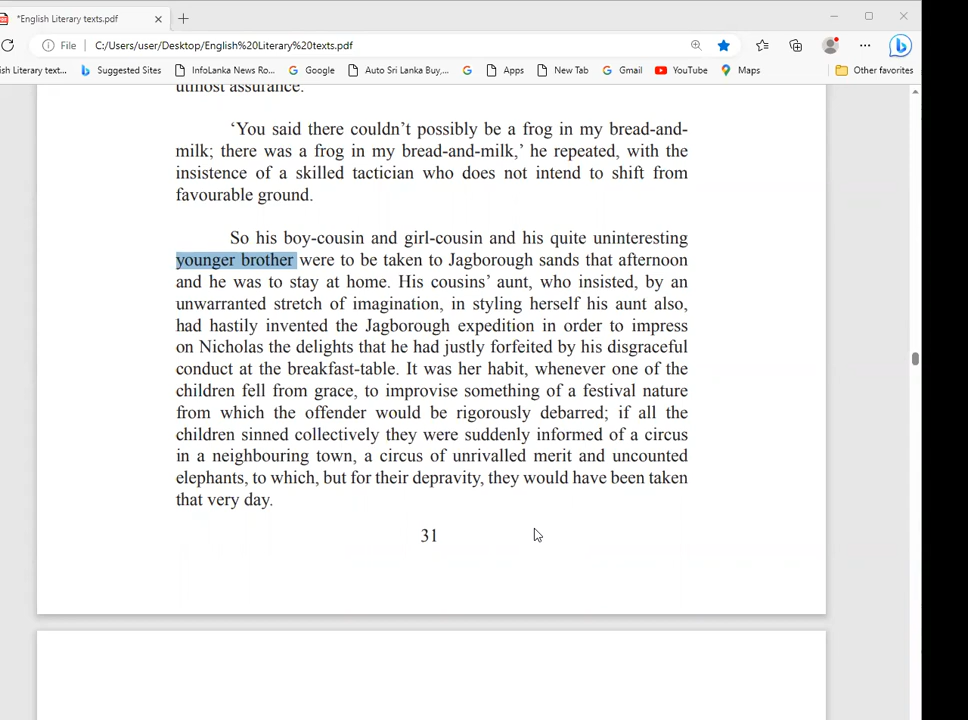 *English Literary texts.pdf
File C:/Users/user/Desktop/English%20Literary%20texts.pdf
ish Literary text... Suggested Sites InfoLanka News Ro... Google Auto Sri Lanka Buy,... Apps New Tab Gmail YouTube Maps Other favorites
utmost assurance.
‘You said there couldn’t possibly be a frog in my bread-and-
milk; there was a frog in my bread-and-milk,’ he repeated, with the
insistence of a skilled tactician who does not intend to shift from
favourable ground.
So his boy-cousin and girl-cousin and his quite uninteresting
younger brother were to be taken to Jagborough sands that afternoon
and he was to stay at home. His cousins’ aunt, who insisted, by an
unwarranted stretch of imagination, in styling herself his aunt also,
had hastily invented the Jagborough expedition in order to impress
on Nicholas the delights that he had justly forfeited by his disgraceful
conduct at the breakfast-table. It was her habit, whenever one of the
children fell from grace, to improvise something of a festival nature
from which the offender would be rigorously debarred; if all the
children sinned collectively they were suddenly informed of a circus
in a neighbouring town, a circus of unrivalled merit and uncounted
elephants, to which, but for their depravity, they would have been taken
that very day.
31